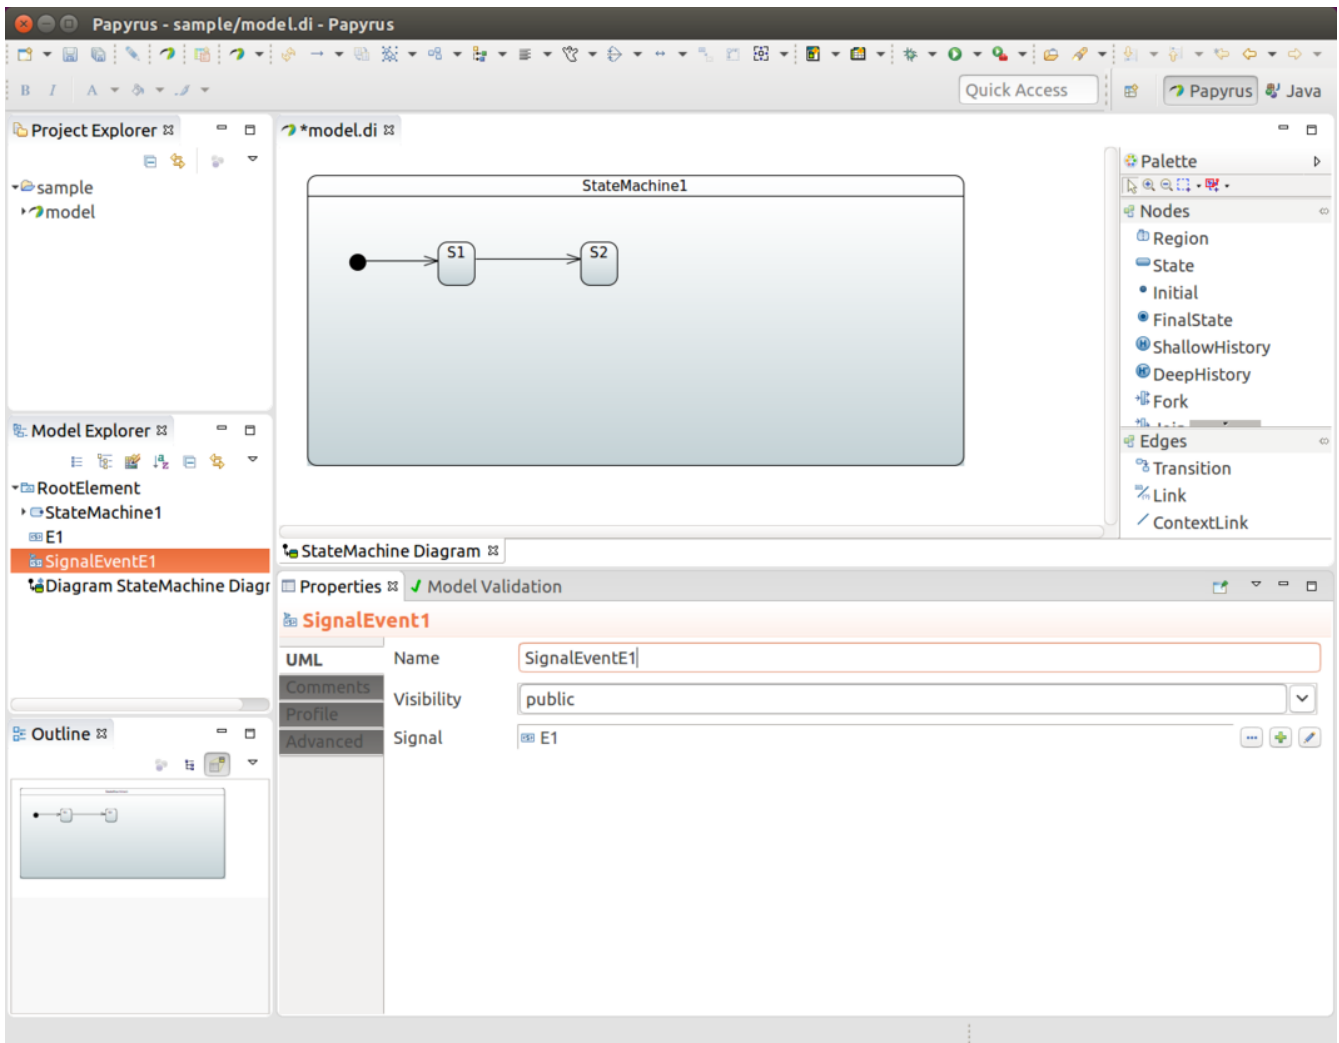 Papyrus - sample/model.di - Papyrus
B I A
Quick Access
Papyrus
Java
Project Explorer
sample
model
*model.di
StateMachine1
S1
S2
Palette
Nodes
Region
State
Initial
FinalState
ShallowHistory
DeepHistory
Fork
Edges
Transition
Link
ContextLink
Model Explorer
RootElement
StateMachine1
E1
SignalEventE1
Diagram StateMachine Diagr
StateMachine Diagram
Properties
Model Validation
SignalEvent1
UML
Comments
Profile
Advanced
Name
SignalEventE1
Visibility
public
Signal
E1
Outline